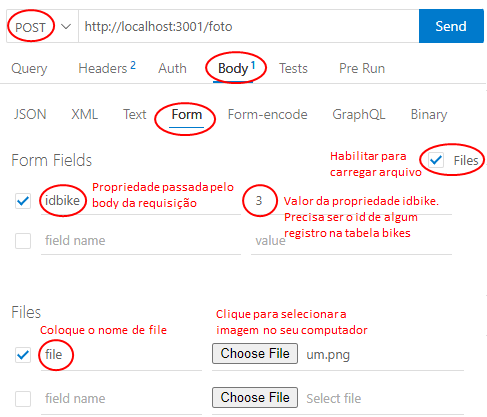 POST http://localhost:3001/foto Send
Query Headers 2 Auth Body 1 Tests Pre Run
JSON XML Text Form Form-encode GraphQL Binary
Form Fields
Habilitar para
carregar arquivo
Files
idbike
Propriedade passada pelo
body da requisição
3
Valor da propriedade idbike.
Precisa ser o id de algum
registro na tabela bikes
field name value
Files
Coloque o nome de file
Clique para selecionar a
imagem no seu computador
file Choose File um.png
field name Choose File Select file